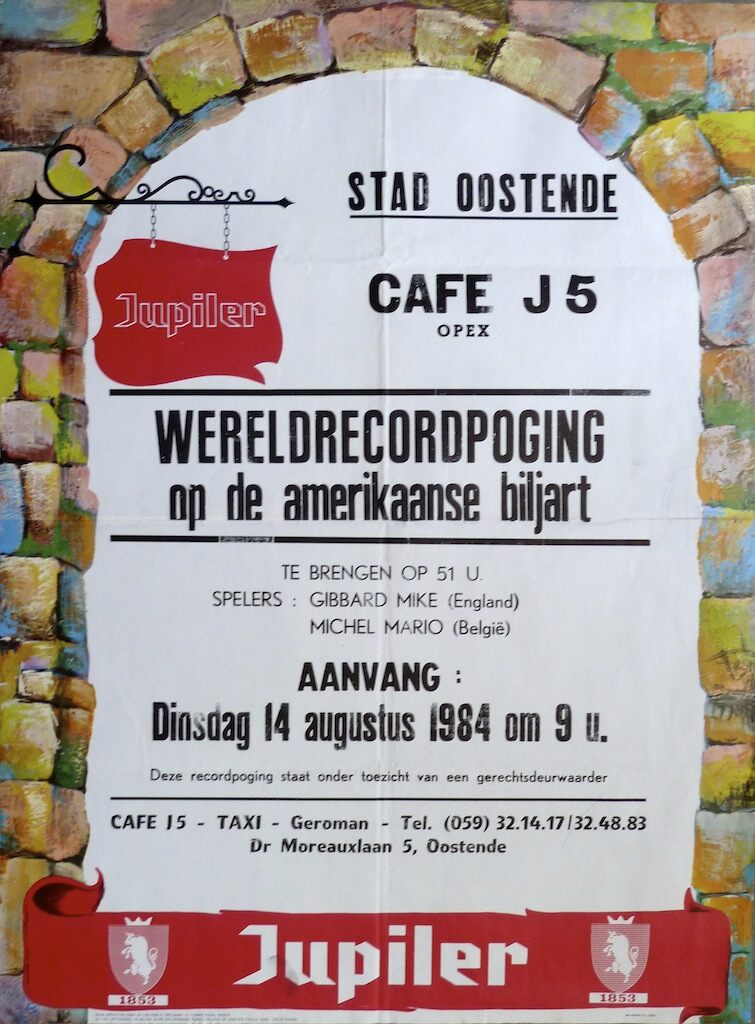 STAD OOSTENDE
CAFE J5
OPEX
Jupiler
WERELDRECORDPOGING
op de amerikaanse biljart
TE BRENGEN OP 51 U.
SPELERS : GIBBARD MIKE (England)
MICHEL MARIO (België)
AANVANG :
Dinsdag 14 augustus 1984 om 9 u.
Deze recordpoging staat onder toezicht van een gerechtsdeurwaarder
CAFE J5 - TAXI - Geroman - Tel. (059) 32.14.17/32.48.83
Dr Moreauxlaan 5, Oostende
Jupiler
1853
1853